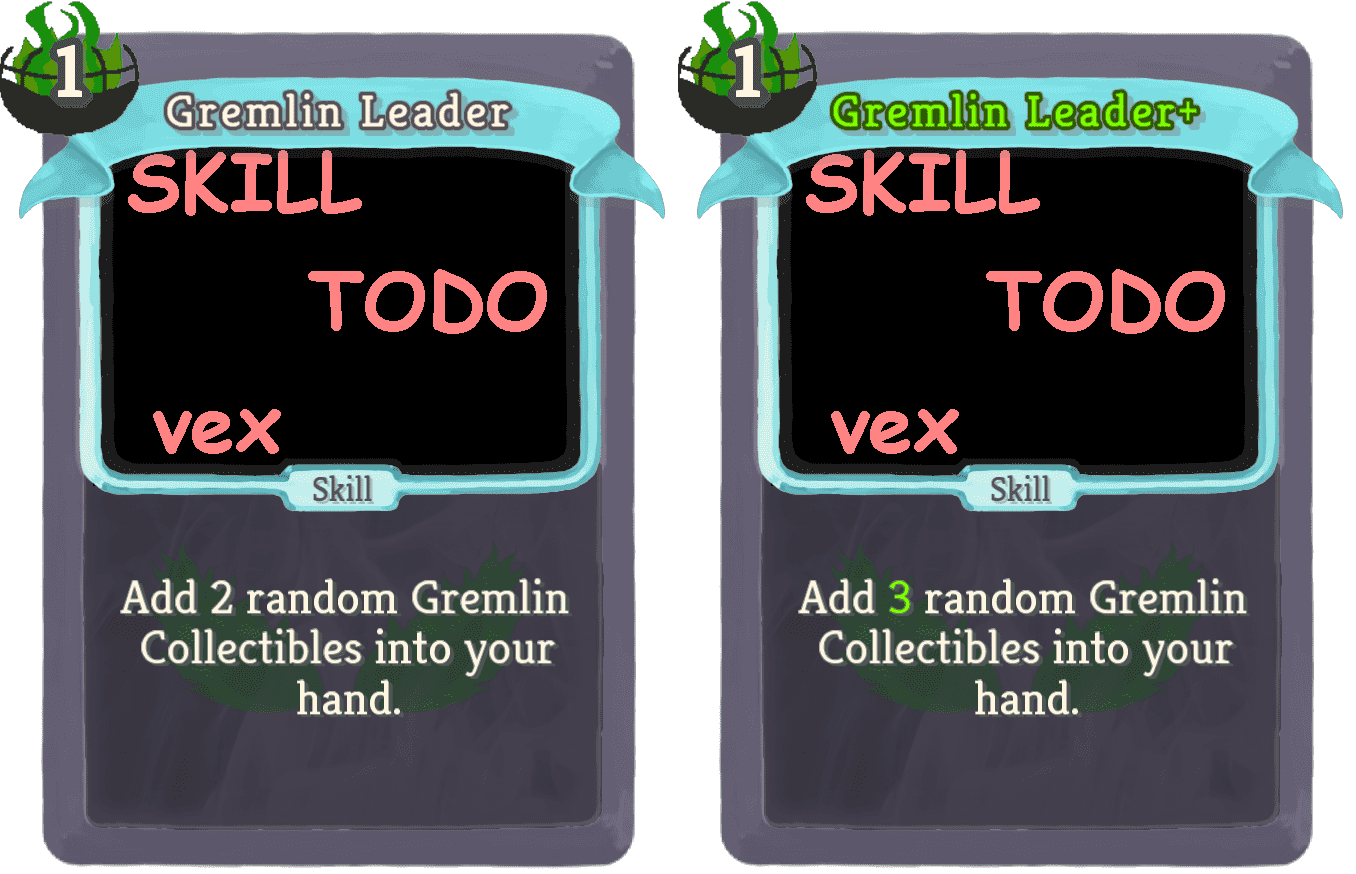 1
Gremlin Leader
SKILL
TODO
vex
Skill
Add 2 random Gremlin
Collectibles into your
hand.
1
Gremlin Leader+
SKILL
TODO
vex
Skill
Add 3 random Gremlin
Collectibles into your
hand.